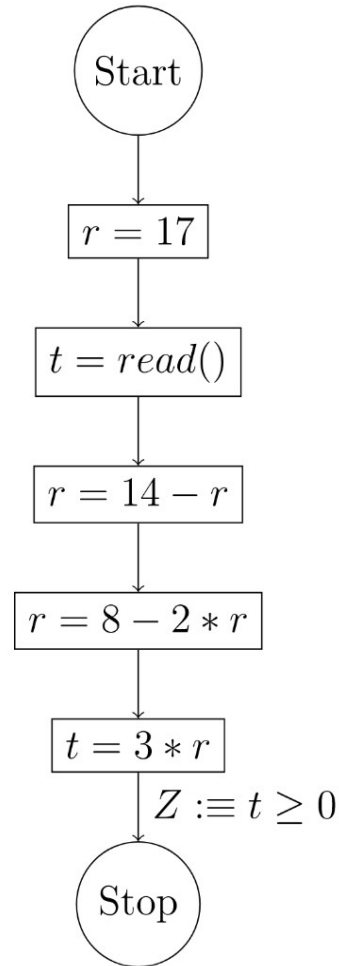 Start
r = 17
t = read()
r = 14 − r
r = 8 − 2 ∗ r
t = 3 ∗ r
Z :≡ t ≥ 0
Stop